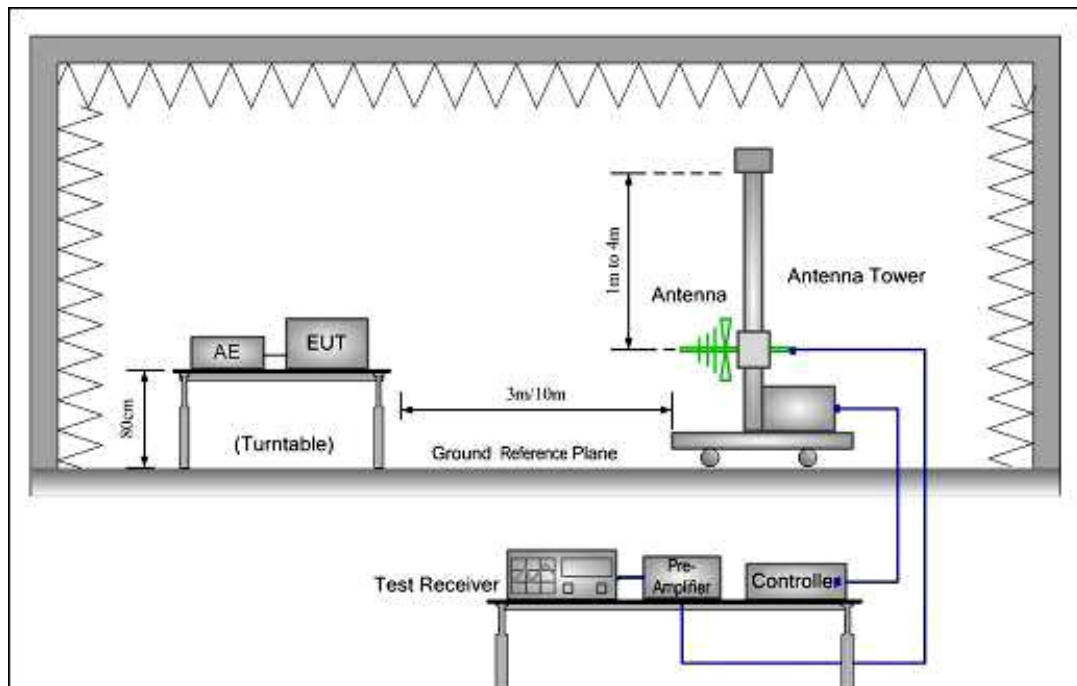 1m to 4m
Antenna Tower
Antenna
AE
EUT
3m/10m
80cm
(Turntable)
Ground Reference Plane
Test Receiver
Pre-
Amplifier
Controller